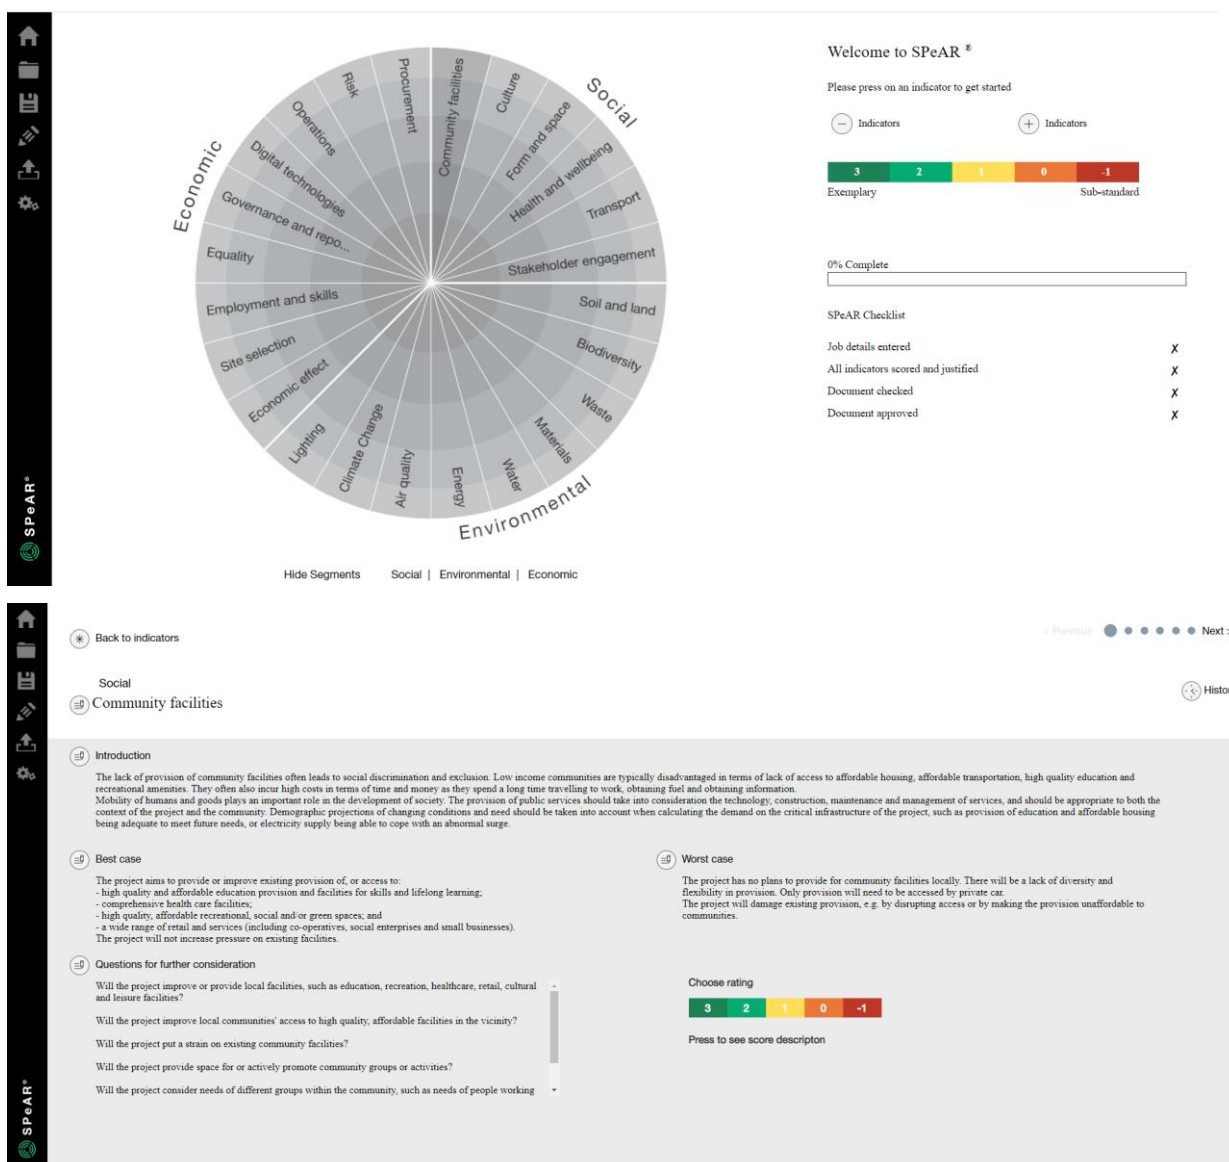 Welcome to SPeAR ®
Please press on an indicator to get started
Indicators
Indicators
3 2 1 0 -1
Exemplary Sub-standard
0% Complete
SPeAR Checklist
Job details entered ✗
All indicators scored and justified ✗
Document checked ✗
Document approved ✗
Social
Community facilities
Culture
Form and space
Health and wellbeing
Transport
Stakeholder engagement
Environmental
Soil and land
Biodiversity
Waste
Materials
Water
Energy
Air quality
Climate Change
Lighting
Economic
Economic effect
Site selection
Employment and skills
Equality
Governance and repo...
Digital technologies
Operations
Risk
Procurement
Hide Segments Social | Environmental | Economic
SPeAR®
Back to indicators
< Previous Next >
Social
Community facilities
Histor
Introduction
The lack of provision of community facilities often leads to social discrimination and exclusion. Low income communities are typically disadvantaged in terms of lack of access to affordable housing, affordable transportation, high quality education and
recreational amenities. They often also incur high costs in terms of time and money as they spend a long time travelling to work, obtaining fuel and obtaining information.
Mobility of humans and goods plays an important role in the development of society. The provision of public services should take into consideration the technology, construction, maintenance and management of services, and should be appropriate to both the
context of the project and the community. Demographic projections of changing conditions and need should be taken into account when calculating the demand on the critical infrastructure of the project, such as provision of education and affordable housing
being adequate to meet future needs, or electricity supply being able to cope with an abnormal surge.
Best case
The project aims to provide or improve existing provision of, or access to:
- high quality and affordable education provision and facilities for skills and lifelong learning;
- comprehensive health care facilities;
- high quality, affordable recreational, social and/or green spaces; and
- a wide range of retail and services (including co-operatives, social enterprises and small businesses).
The project will not increase pressure on existing facilities.
Worst case
The project has no plans to provide for community facilities locally. There will be a lack of diversity and
flexibility in provision. Only provision will need to be accessed by private car.
The project will damage existing provision, e.g. by disrupting access or by making the provision unaffordable to
communities.
Questions for further consideration
Will the project improve or provide local facilities, such as education, recreation, healthcare, retail, cultural
and leisure facilities?
Will the project improve local communities' access to high quality, affordable facilities in the vicinity?
Will the project put a strain on existing community facilities?
Will the project provide space for or actively promote community groups or activities?
Will the project consider needs of different groups within the community, such as needs of people working
Choose rating
3 2 1 0 -1
Press to see score descripton
SPeAR®